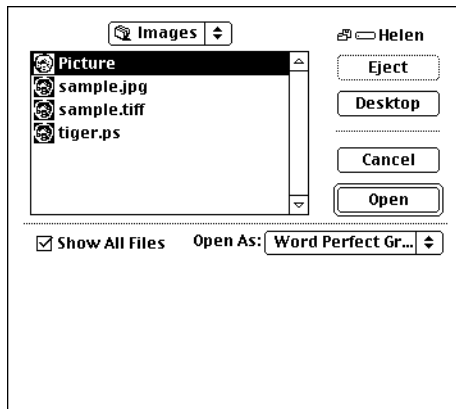 Images
Helen
Picture
sample.jpg
sample.tiff
tiger.ps
Eject
Desktop
Cancel
Open
Show All Files
Open As: Word Perfect Gr...